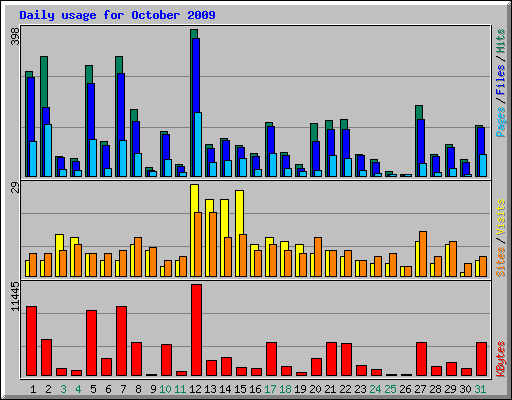 Daily usage for October 2009
398
Pages / Files / Hits
29
Sites / Visits
11445
KBytes
1 2 3 4 5 6 7 8 9 10 11 12 13 14 15 16 17 18 19 20 21 22 23 24 25 26 27 28 29 30 31